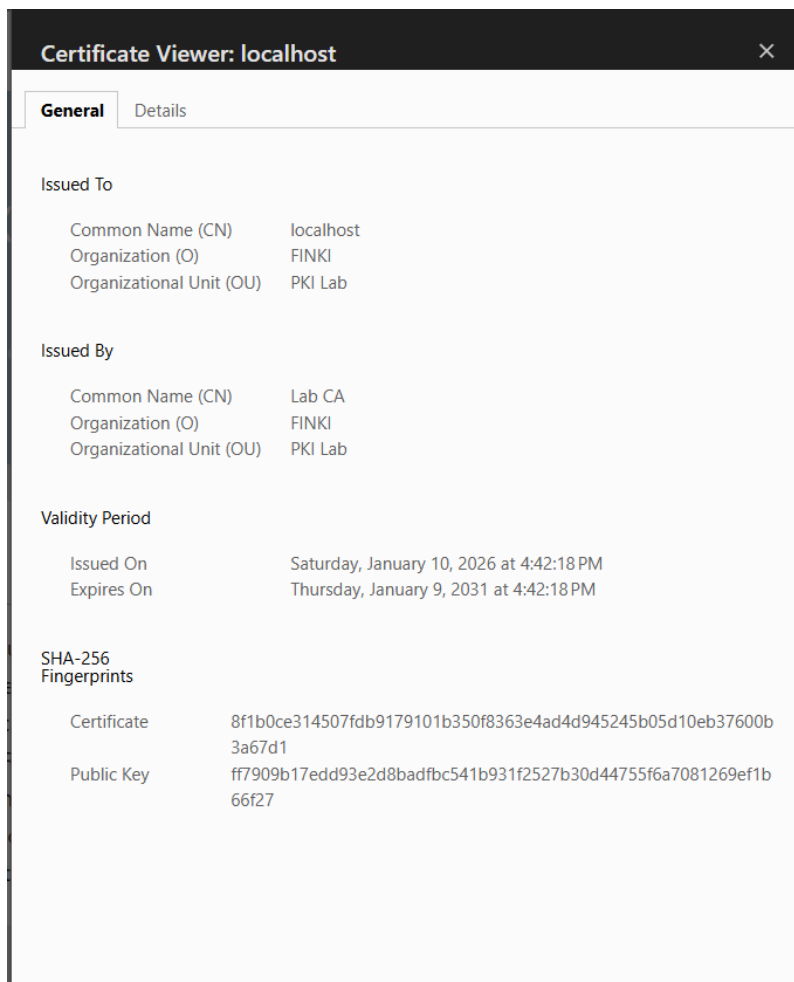 Certificate Viewer: localhost
General Details
Issued To
Common Name (CN) localhost
Organization (O) FINKI
Organizational Unit (OU) PKI Lab
Issued By
Common Name (CN) Lab CA
Organization (O) FINKI
Organizational Unit (OU) PKI Lab
Validity Period
Issued On Saturday, January 10, 2026 at 4:42:18 PM
Expires On Thursday, January 9, 2031 at 4:42:18 PM
SHA-256
Fingerprints
Certificate 8f1b0ce314507fdb9179101b350f8363e4ad4d945245b05d10eb37600b
3a67d1
Public Key ff7909b17edd93e2d8badfbc541b931f2527b30d44755f6a7081269ef1b
66f27